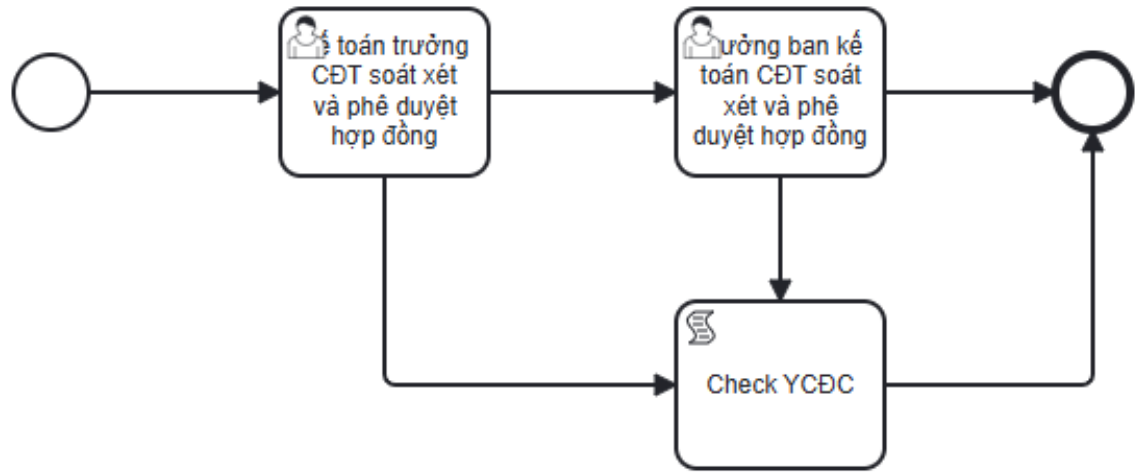 toán trưởng
CĐT soát xét
và phê duyệt
hợp đồng
ưởng ban kế
toán CĐT soát
xét và phê
duyệt hợp đồng
Check YCĐC